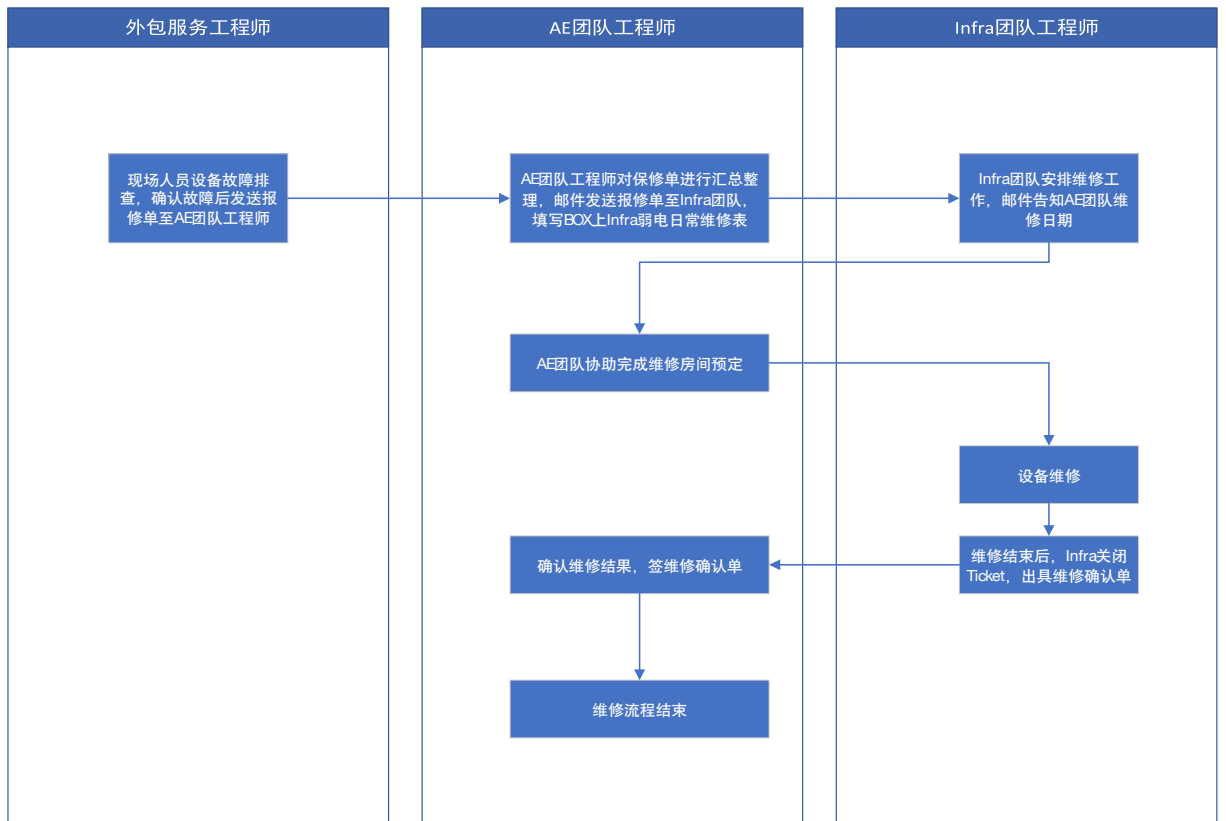 外包服务工程师
AE团队工程师
Infra团队工程师
现场人员设备故障排
查，确认故障后发送报
修单至AE团队工程师
AE团队工程师对保修单进行汇总整
理，邮件发送报修单至Infra团队，
填写BOX上Infra弱电日常维修表
Infra团队安排维修工
作，邮件告知AE团队维
修日期
AE团队协助完成维修房间预定
设备维修
维修结束后，Infra关闭
Ticket，出具维修确认单
确认维修结果，签维修确认单
维修流程结束